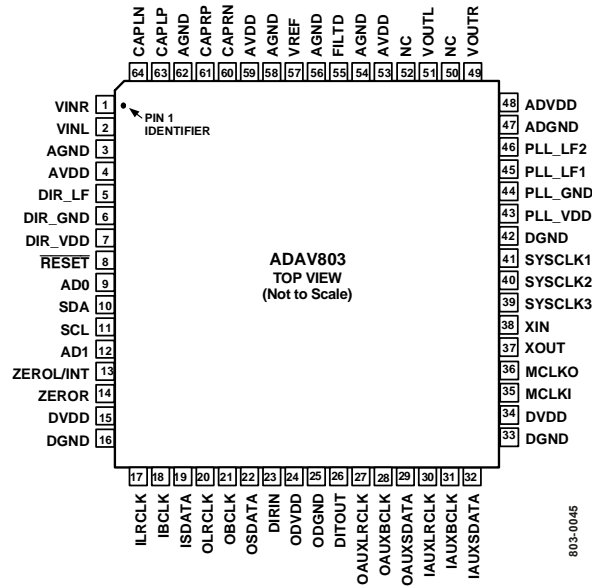 CAPLN
CAPLP
AGND
CAPRP
CAPRN
AVDD
AGND
VREF
AGND
FILTD
AGND
AVDD
NC
VOUTL
NC
VOUTR
64 63 62 61 60 59 58 57 56 55 54 53 52 51 50 49
VINR 1
VINL 2
AGND 3
AVDD 4
DIR_LF 5
DIR_GND 6
DIR_VDD 7
RESET 8
AD0 9
SDA 10
SCL 11
AD1 12
ZEROL/INT 13
ZEROR 14
DVDD 15
DGND 16
PIN 1
IDENTIFIER
ADAV803
TOP VIEW
(Not to Scale)
48 ADVDD
47 ADGND
46 PLL_LF2
45 PLL_LF1
44 PLL_GND
43 PLL_VDD
42 DGND
41 SYSCLK1
40 SYSCLK2
39 SYSCLK3
38 XIN
37 XOUT
36 MCLKO
35 MCLKI
34 DVDD
33 DGND
17 18 19 20 21 22 23 24 25 26 27 28 29 30 31 32
ILRCLK
IBCLK
ISDATA
OLRCLK
OBCLK
OSDATA
DIRIN
ODVDD
ODGND
DITOUT
OAUXLRCLK
OAUXBCLK
OAUXSDATA
IAUXLRCLK
IAUXBCLK
IAUXSDATA
803-0045